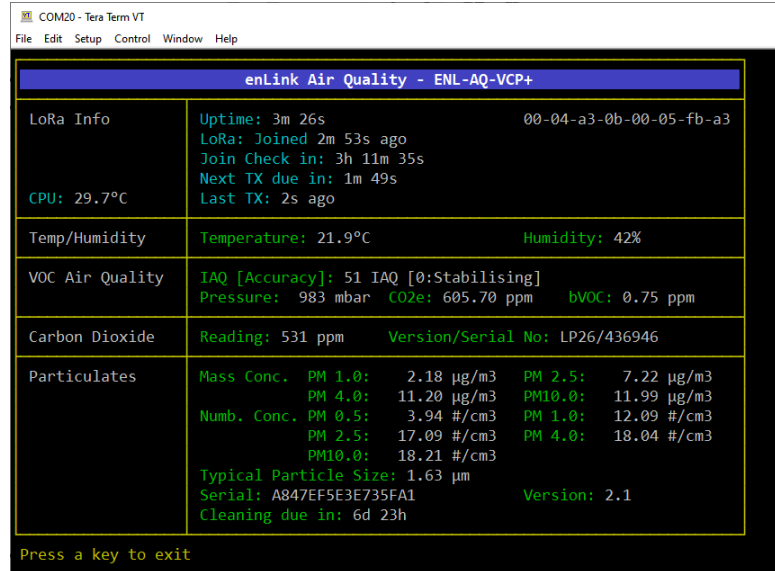 COM20 - Tera Term VT
File Edit Setup Control Window Help
enLink Air Quality - ENL-AQ-VCP+
LoRa Info Uptime: 3m 26s 00-04-a3-0b-00-05-fb-a3
LoRa: Joined 2m 53s ago
Join Check in: 3h 11m 35s
Next TX due in: 1m 49s
CPU: 29.7°C Last TX: 2s ago
Temp/Humidity Temperature: 21.9°C Humidity: 42%
VOC Air Quality IAQ [Accuracy]: 51 IAQ [0:Stabilising]
Pressure: 983 mbar CO2e: 605.70 ppm bVOC: 0.75 ppm
Carbon Dioxide Reading: 531 ppm Version/Serial No: LP26/436946
Particulates Mass Conc. PM 1.0: 2.18 µg/m3 PM 2.5: 7.22 µg/m3
PM 4.0: 11.20 µg/m3 PM10.0: 11.99 µg/m3
Numb. Conc. PM 0.5: 3.94 #/cm3 PM 1.0: 12.09 #/cm3
PM 2.5: 17.09 #/cm3 PM 4.0: 18.04 #/cm3
PM10.0: 18.21 #/cm3
Typical Particle Size: 1.63 µm
Serial: A847EF5E3E735FA1 Version: 2.1
Cleaning due in: 6d 23h
Press a key to exit